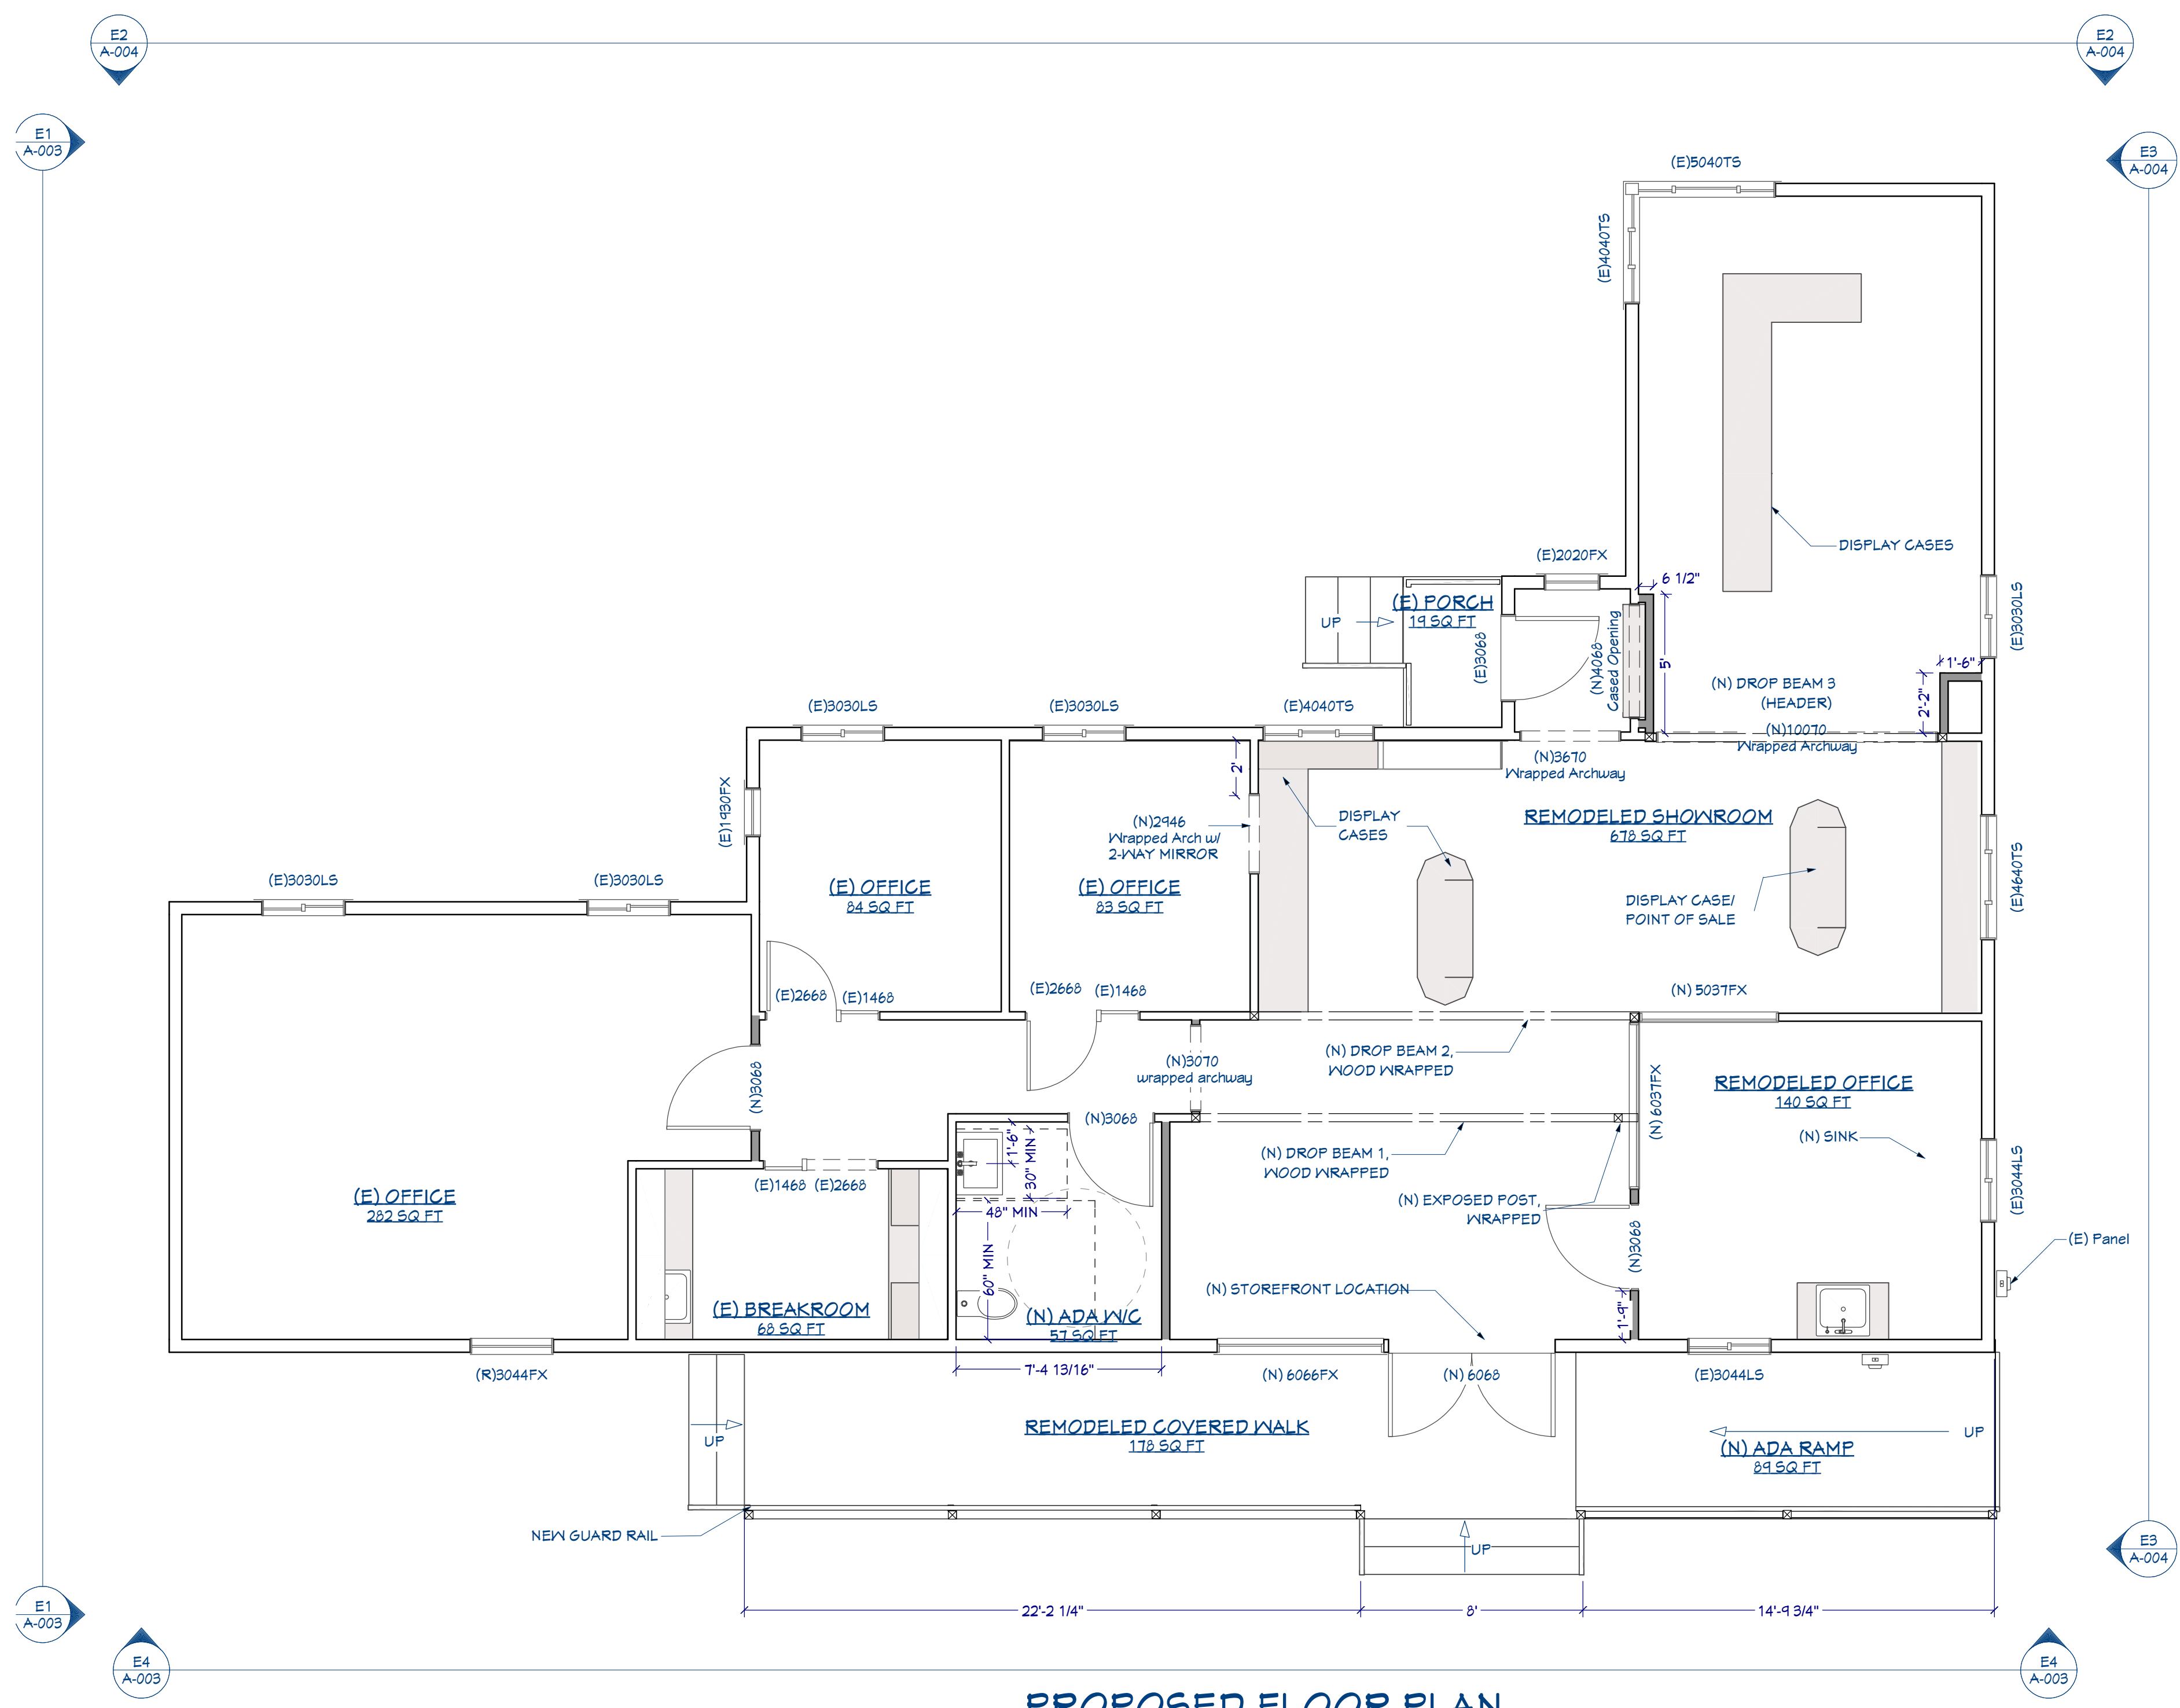 E2
A-004
E2
A-004
E1
A-003
E3
A-004
(E)5040TS
(E)4040TS
DISPLAY CASES
(E)2020FX
6 1/2"
(E) PORCH
19 SQ FT
UP
(E)3068
(N)4068
Cased Opening
5'
(E)3030LS
1'-6"
2'-2"
(N) DROP BEAM 3
(HEADER)
(N)10070
Wrapped Archway
(E)3030LS
(E)3030LS
(E)4040TS
(N)3670
Wrapped Archway
2'
(E)1930FX
(N)2946
Wrapped Arch w/
2-WAY MIRROR
DISPLAY
CASES
REMODELED SHOWROOM
678 SQ FT
(E)4640TS
(E)3030LS
(E)3030LS
(E) OFFICE
84 SQ FT
(E) OFFICE
83 SQ FT
DISPLAY CASE/
POINT OF SALE
(E)2668
(E)1468
(E)2668
(E)1468
(N) 5037FX
(N)3068
(N)3070
wrapped archway
(N) DROP BEAM 2,
WOOD WRAPPED
(N) 6037FX
REMODELED OFFICE
140 SQ FT
(N)3068
(N) SINK
1'-6"
30" MIN
(N) DROP BEAM 1,
WOOD WRAPPED
(E)3044LS
(E)1468
(E)2668
(E) OFFICE
282 SQ FT
48" MIN
(N) EXPOSED POST,
WRAPPED
(N)3068
(E) Panel
60" MIN
(N) STOREFRONT LOCATION
1'-9"
(E) BREAKROOM
68 SQ FT
(N) ADA W/C
57 SQ FT
7'-4 13/16"
(R)3044FX
(N) 6066FX
(N) 6068
(E)3044LS
UP
REMODELED COVERED WALK
178 SQ FT
UP
(N) ADA RAMP
89 SQ FT
NEW GUARD RAIL
UP
E3
A-004
E1
A-003
22'-2 1/4"
8'
14'-9 3/4"
E4
A-003
E4
A-003
PROPOSED FLOOR PLAN